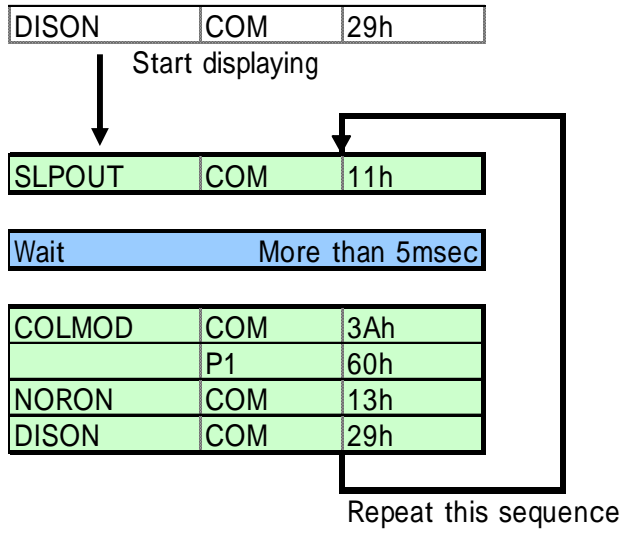 DISON COM 29h
Start displaying
SLPOUT COM 11h
Wait More than 5msec
COLMOD COM 3Ah
P1 60h
NORON COM 13h
DISON COM 29h
Repeat this sequence